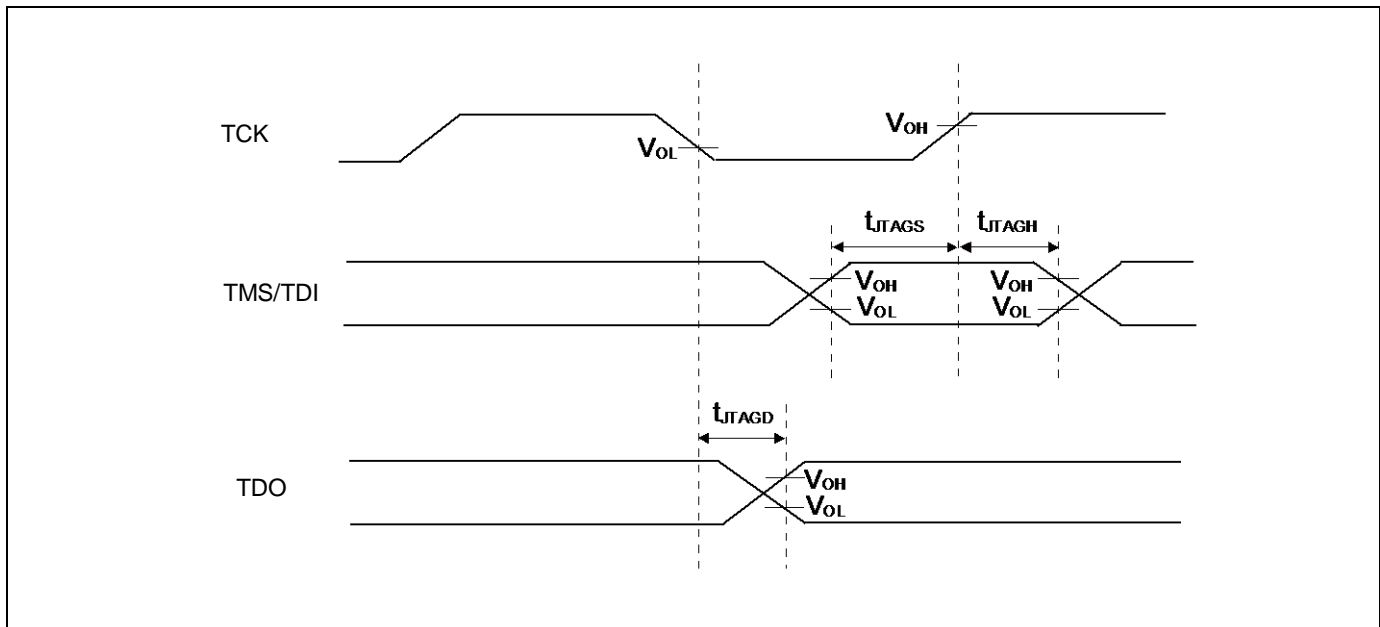 TCK
VOL
VOH
tJTAGS
tJTAGH
TMS/TDI
VOH
VOL
VOH
VOL
tJTAGD
TDO
VOH
VOL